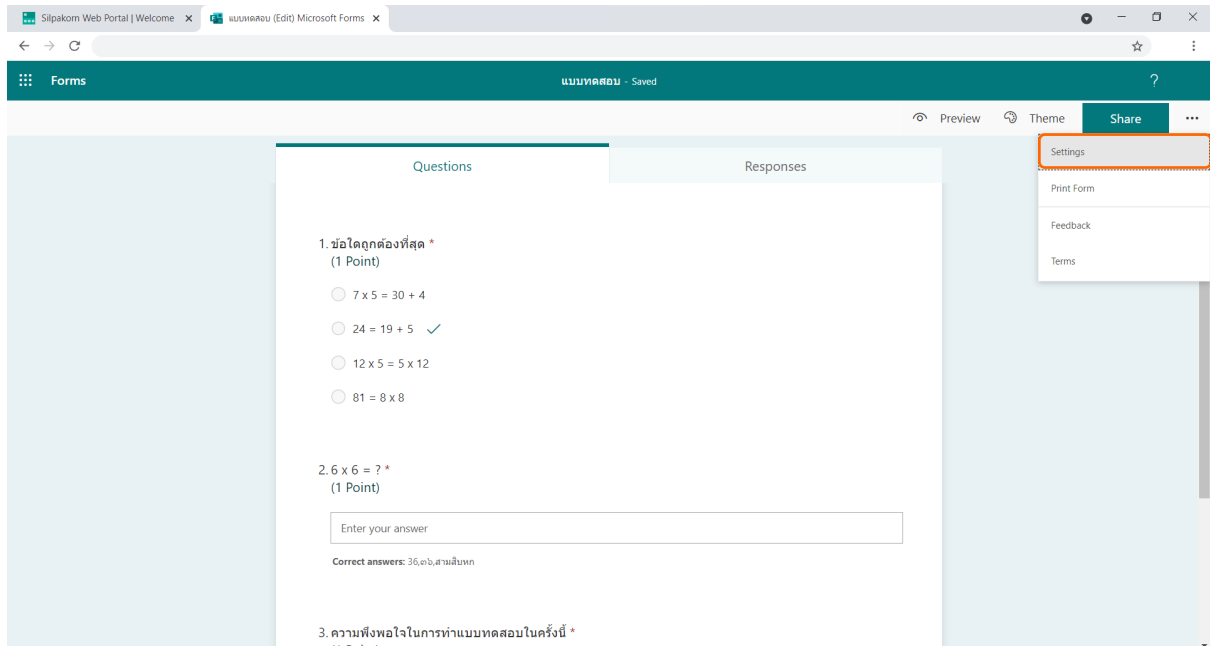 Silpakorn Web Portal | Welcome
แบบทดสอบ (Edit) Microsoft Forms
Forms
แบบทดสอบ - Saved
?
Preview
Theme
Share
Settings
Print Form
Feedback
Terms
Questions
Responses
1. ข้อใดถูกต้องที่สุด *
(1 Point)
7 x 5 = 30 + 4
24 = 19 + 5
12 x 5 = 5 x 12
81 = 8 x 8
2. 6 x 6 = ? *
(1 Point)
Enter your answer
Correct answers: 36,๓๖,สามสิบหก
3. ความพึงพอใจในการทำแบบทดสอบในครั้งนี้ *